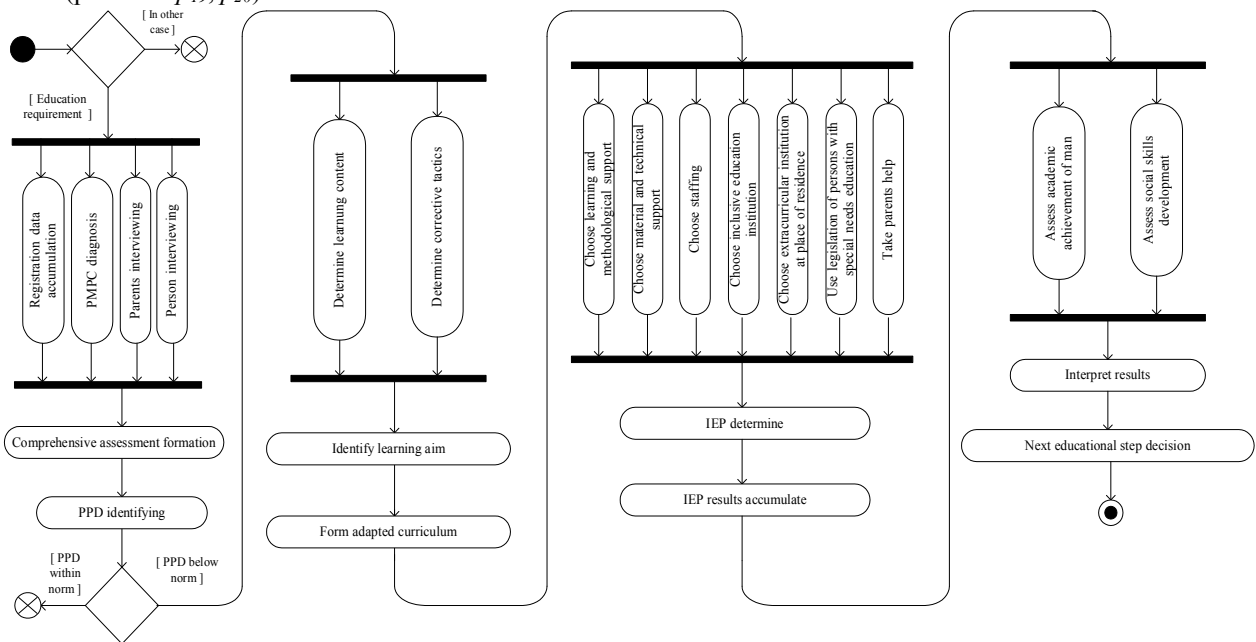 p19, p20)
[ In other
case ]
[ Education
requirement ]
Registration data
accumulation
PMPC diagnosis
Parents interviewing
Person interviewing
Comprehensive assessment formation
PPD identifying
[ PPD
within
norm ]
[ PPD below
norm ]
Determine learnung content
Determine corrective tactics
Identify learning aim
Form adapted curriculum
Choose learning and
methodological support
Choose material and technical
support
Choose staffing
Choose inclusive education
institution
Choose extracurricular institution
at place of residence
Use legislation of persons with
special needs education
Take parents help
IEP determine
IEP results accumulate
Assess academic
achievement of man
Assess social skills
development
Interpret results
Next educational step decision